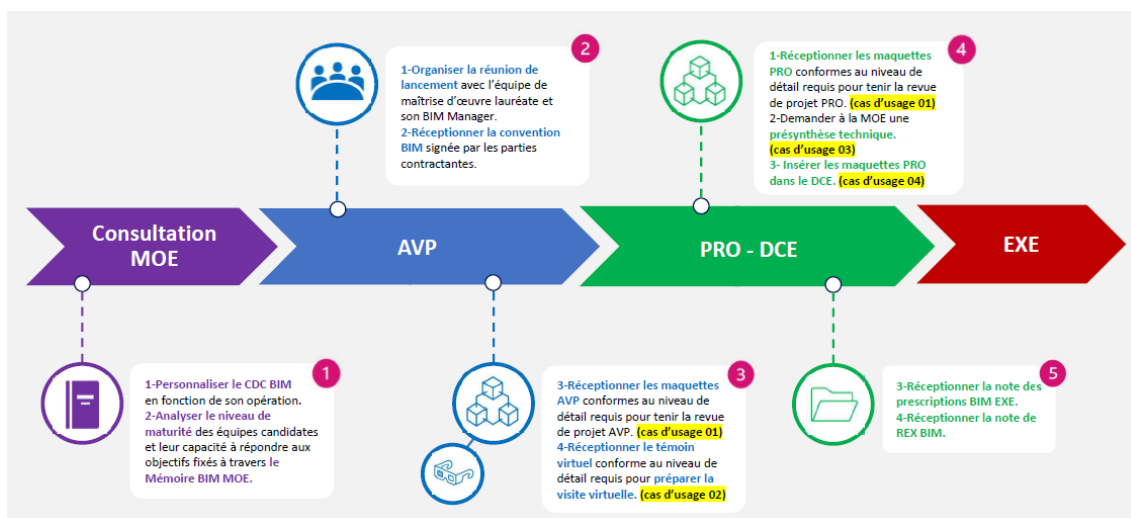 2
1-Organiser la réunion de
lancement avec l'équipe de
maîtrise d'œuvre lauréate et
son BIM Manager.
2-Réceptionner la convention
BIM signée par les parties
contractantes.
4
1-Réceptionner les maquettes
PRO conformes au niveau de
détail requis pour tenir la revue
de projet PRO. (cas d'usage 01)
2-Demander à la MOE une
présynthèse technique.
(cas d'usage 03)
3- Insérer les maquettes PRO
dans le DCE. (cas d'usage 04)
Consultation
MOE
AVP
PRO - DCE
EXE
1
1-Personnaliser le CDC BIM
en fonction de son opération.
2-Analyser le niveau de
maturité des équipes candidates
et leur capacité à répondre aux
objectifs fixés à travers le
Mémoire BIM MOE.
3
3-Réceptionner les maquettes
AVP conformes au niveau de
détail requis pour tenir la revue
de projet AVP. (cas d'usage 01)
4-Réceptionner le témoin
virtuel conforme au niveau de
détail requis pour préparer la
visite virtuelle. (cas d'usage 02)
5
3-Réceptionner la note des
prescriptions BIM EXE.
4-Réceptionner la note de
REX BIM.